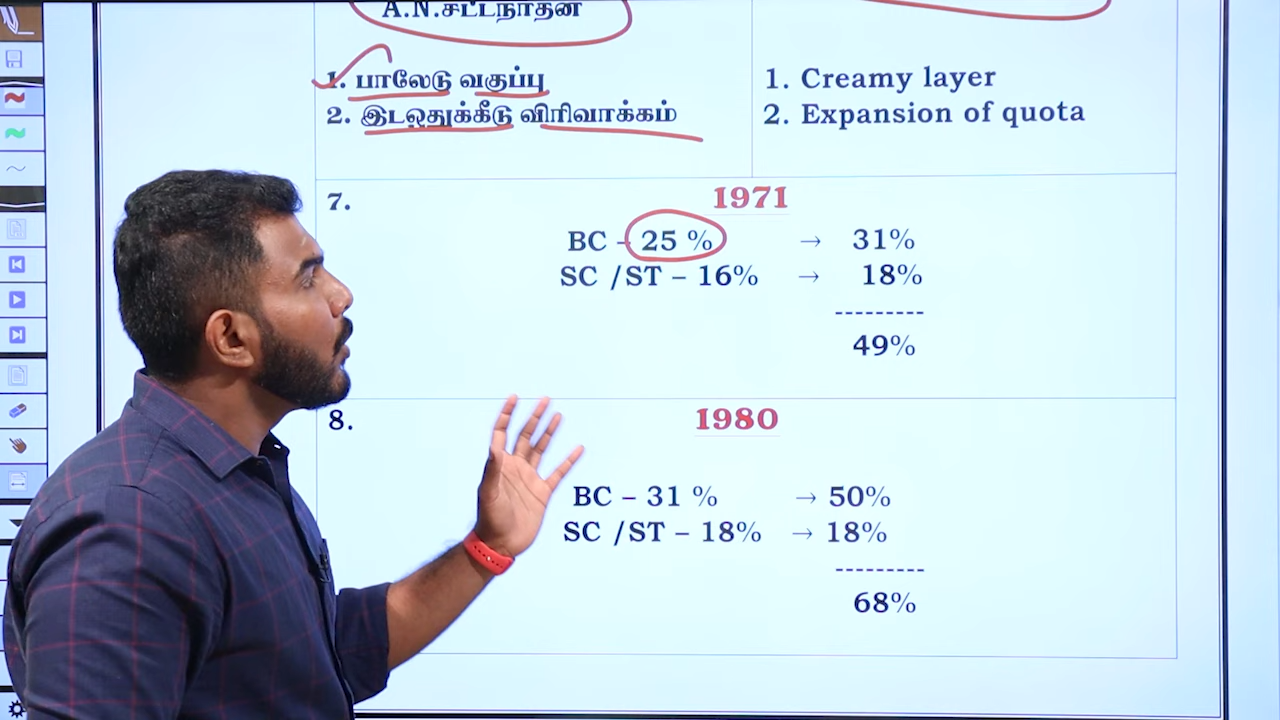 A.N.சட்டநாதன்
1. பாலேடு வகுப்பு
2. இடஒதுக்கீடு விரிவாக்கம்
1. Creamy layer
2. Expansion of quota
7.
1971
BC – 25 % → 31%
SC /ST – 16% → 18%
---------
49%
8.
1980
BC – 31 % → 50%
SC /ST – 18% → 18%
---------
68%